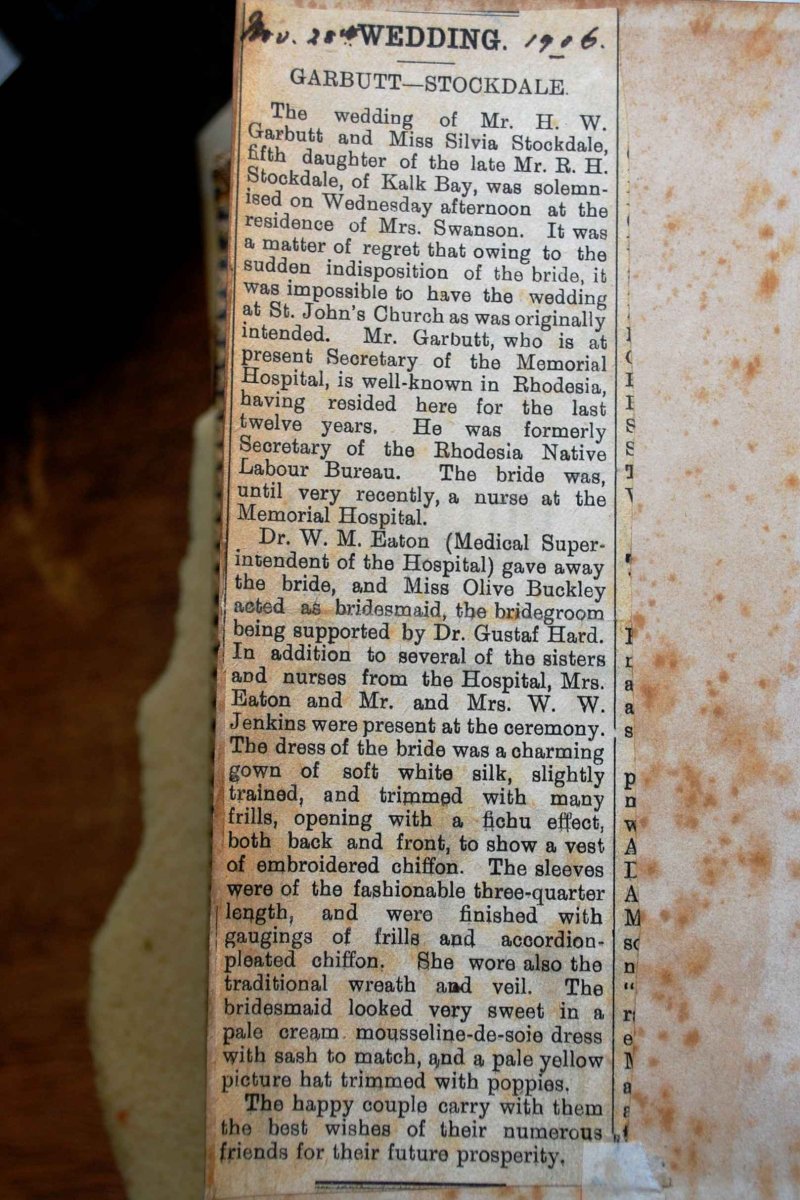 Nov. 28th WEDDING. 1906.
GARBUTT—STOCKDALE.
The wedding of Mr. H. W.
Garbutt and Miss Silvia Stockdale,
fifth daughter of the late Mr. R. H.
Stockdale, of Kalk Bay, was solemn-
ised on Wednesday afternoon at the
residence of Mrs. Swanson. It was
a matter of regret that owing to the
sudden indisposition of the bride, it
was impossible to have the wedding
at St. John's Church as was originally
intended. Mr. Garbutt, who is at
present Secretary of the Memorial
Hospital, is well-known in Rhodesia,
having resided here for the last
twelve years. He was formerly
Secretary of the Rhodesia Native
Labour Bureau. The bride was,
until very recently, a nurse at the
Memorial Hospital.
Dr. W. M. Eaton (Medical Super-
intendent of the Hospital) gave away
the bride, and Miss Olive Buckley
acted as bridesmaid, the bridegroom
being supported by Dr. Gustaf Hard.
In addition to several of the sisters
and nurses from the Hospital, Mrs.
Eaton and Mr. and Mrs. W. W.
Jenkins were present at the ceremony.
The dress of the bride was a charming
gown of soft white silk, slightly
trained, and trimmed with many
frills, opening with a fichu effect,
both back and front, to show a vest
of embroidered chiffon. The sleeves
were of the fashionable three-quarter
length, and were finished with
gaugings of frills and accordion-
pleated chiffon. She wore also the
traditional wreath and veil. The
bridesmaid looked very sweet in a
pale cream mousseline-de-soie dress
with sash to match, and a pale yellow
picture hat trimmed with poppies.
The happy couple carry with them
the best wishes of their numerous
friends for their future prosperity.